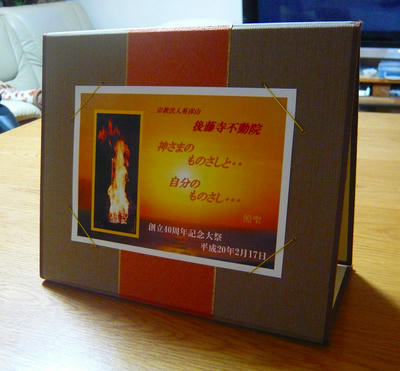 後藤寺不動院
神さまの
ものさしと・・
自分の
ものさし・・・
創立40周年記念大祭
平成20年2月17日